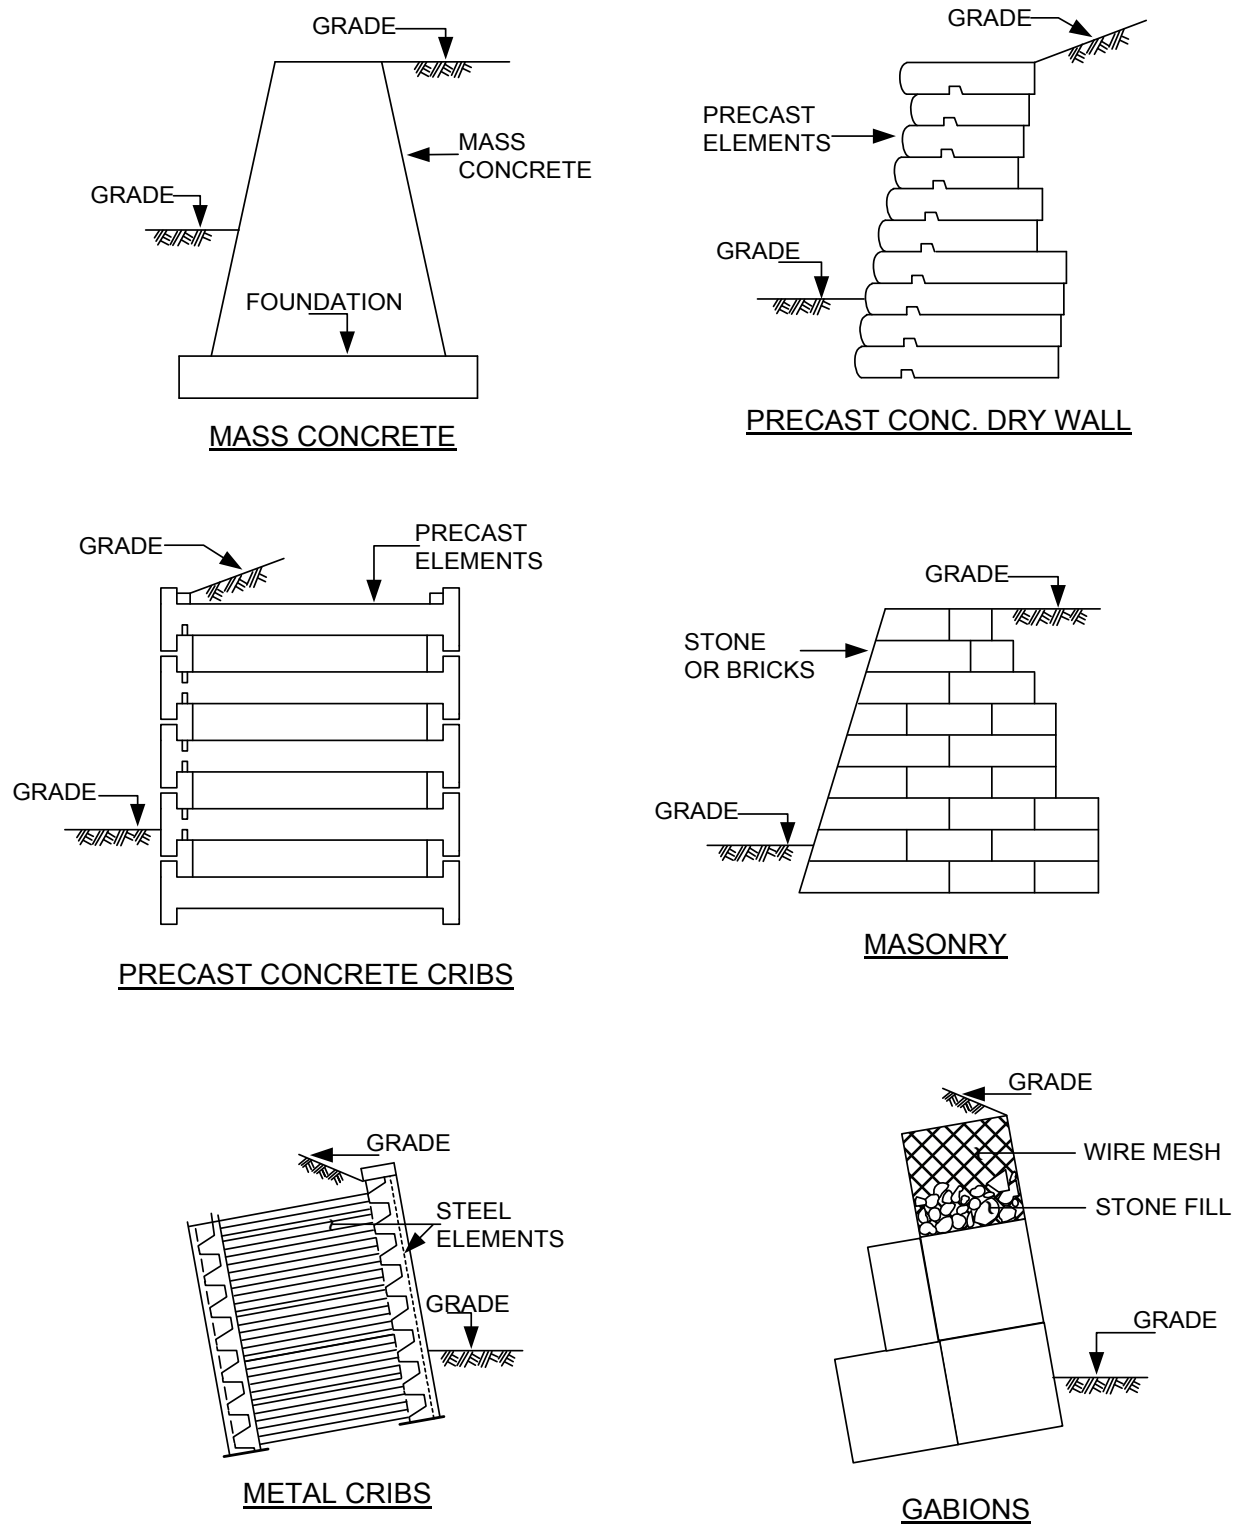 GRADE
MASS
CONCRETE
GRADE
FOUNDATION
MASS CONCRETE
GRADE
PRECAST
ELEMENTS
GRADE
PRECAST CONC. DRY WALL
GRADE
PRECAST
ELEMENTS
GRADE
PRECAST CONCRETE CRIBS
GRADE
STONE
OR BRICKS
GRADE
MASONRY
GRADE
STEEL
ELEMENTS
GRADE
METAL CRIBS
GRADE
WIRE MESH
STONE FILL
GRADE
GABIONS